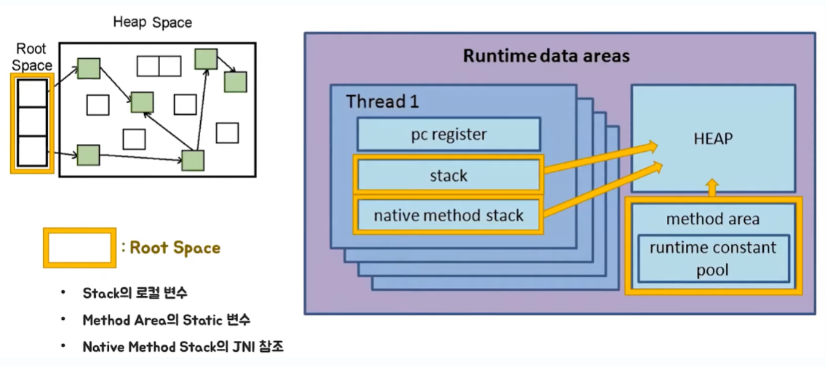 Heap Space
Root
Space
: Root Space
• Stack의 로컬 변수
• Method Area의 Static 변수
• Native Method Stack의 JNI 참조
Runtime data areas
Thread 1
pc register
stack
native method stack
HEAP
method area
runtime constant
pool